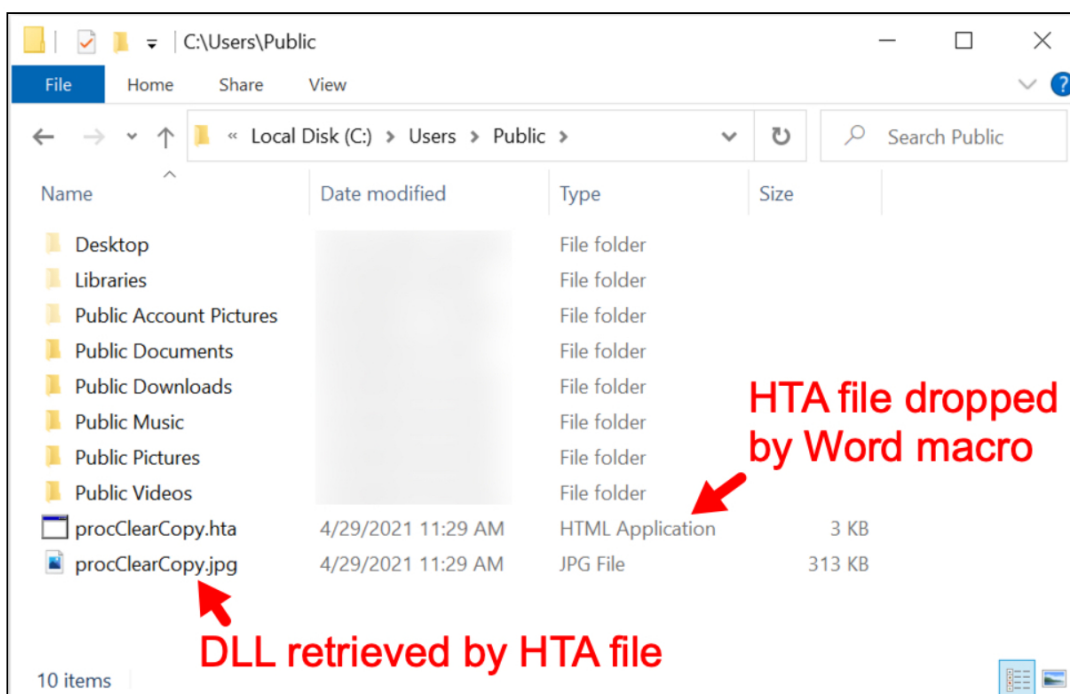 C:\Users\Public
File Home Share View
« Local Disk (C:) > Users > Public > Search Public
Name Date modified Type Size
Desktop File folder
Libraries File folder
Public Account Pictures File folder
Public Documents File folder
Public Downloads File folder
Public Music File folder
Public Pictures File folder
Public Videos File folder
procClearCopy.hta 4/29/2021 11:29 AM HTML Application 3 KB
procClearCopy.jpg 4/29/2021 11:29 AM JPG File 313 KB
HTA file dropped
by Word macro
DLL retrieved by HTA file
10 items